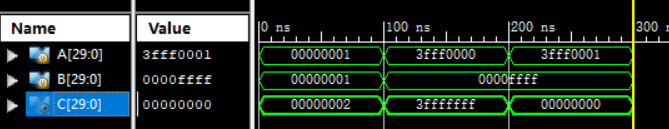 Name Value 0 ns 100 ns 200 ns 300 ns
A[29:0] 3fff0001 00000001 3fff0000 3fff0001
B[29:0] 0000ffff 00000001 0000ffff
C[29:0] 00000000 00000002 3fffffff 00000000